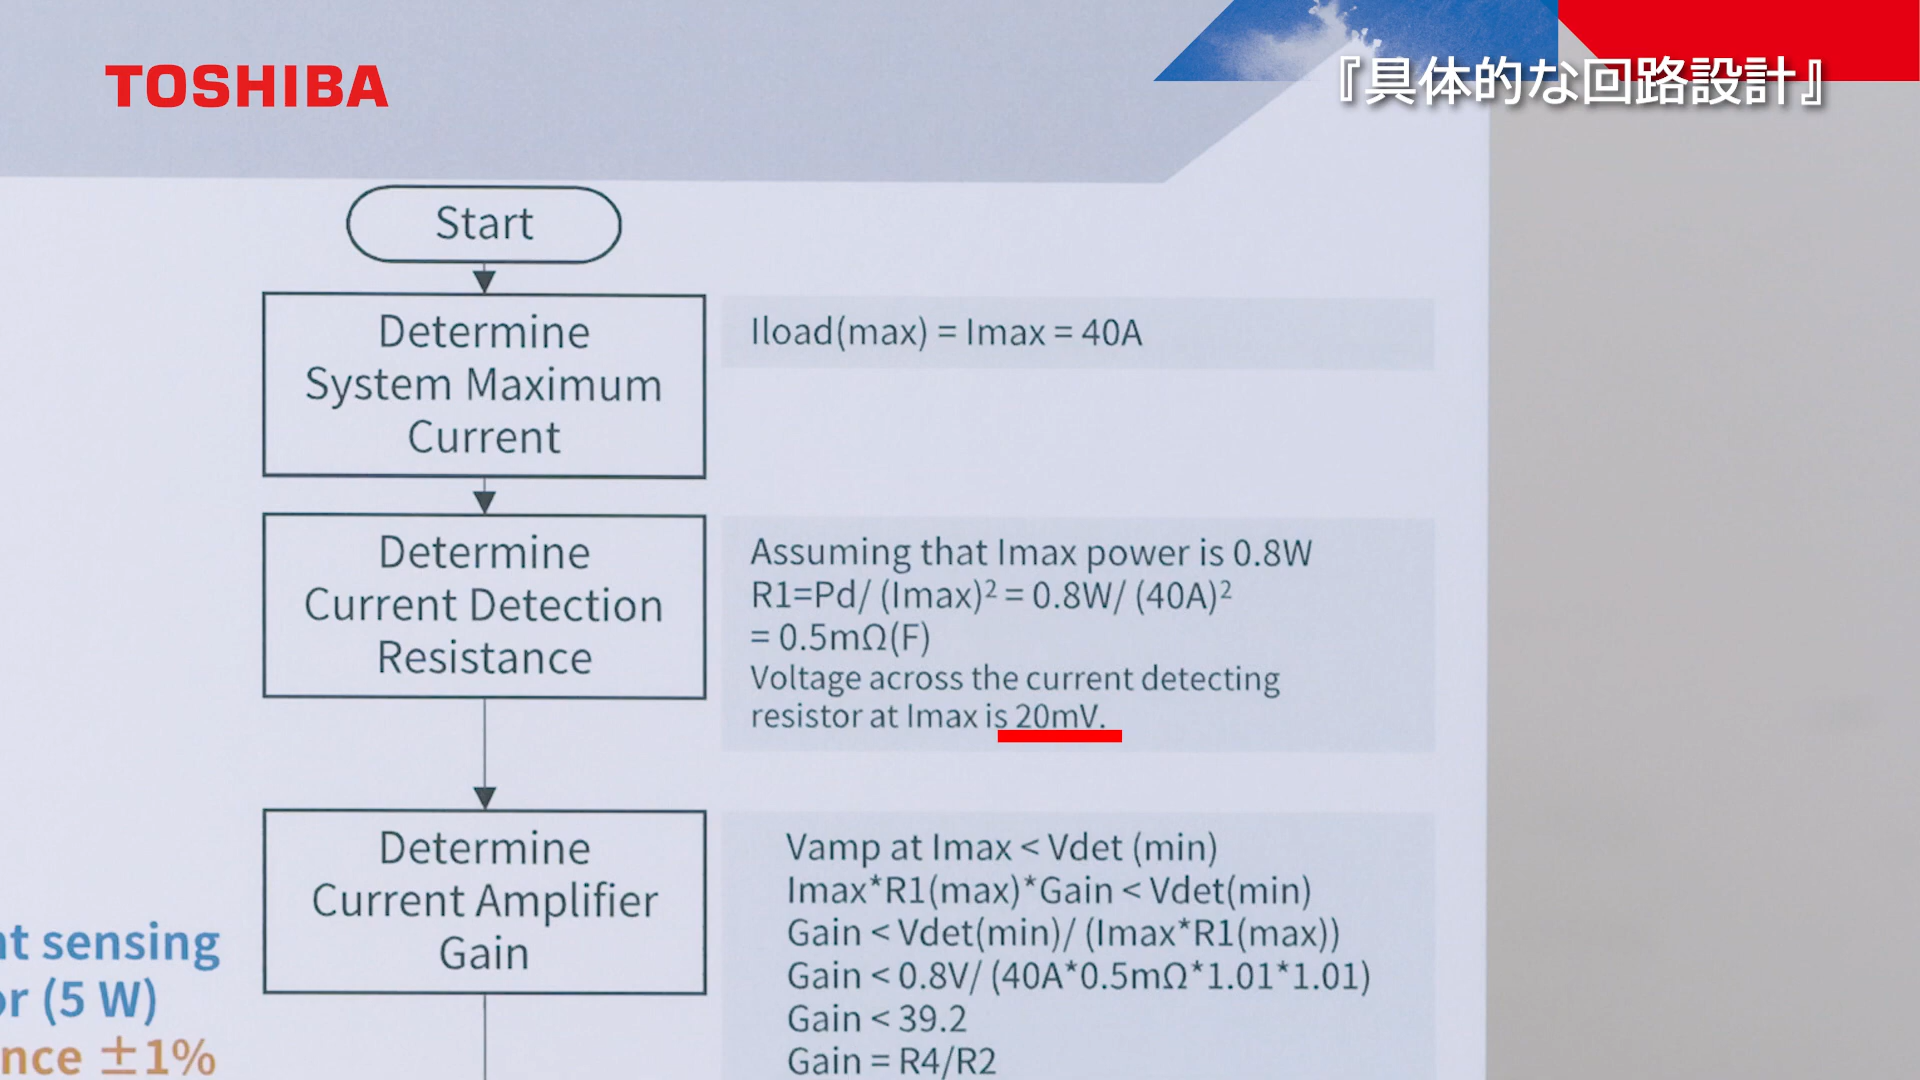 TOSHIBA
『具体的な回路設計』
Start
Determine
System Maximum
Current
Iload(max) = Imax = 40A
Determine
Current Detection
Resistance
Assuming that Imax power is 0.8W
R1=Pd/ (Imax)² = 0.8W/ (40A)²
= 0.5mΩ(F)
Voltage across the current detecting
resistor at Imax is 20mV.
Determine
Current Amplifier
Gain
Vamp at Imax < Vdet (min)
Imax*R1(max)*Gain < Vdet(min)
Gain < Vdet(min)/ (Imax*R1(max))
Gain < 0.8V/ (40A*0.5mΩ*1.01*1.01)
Gain < 39.2
Gain = R4/R2
nt sensing
or (5 W)
nce ±1%